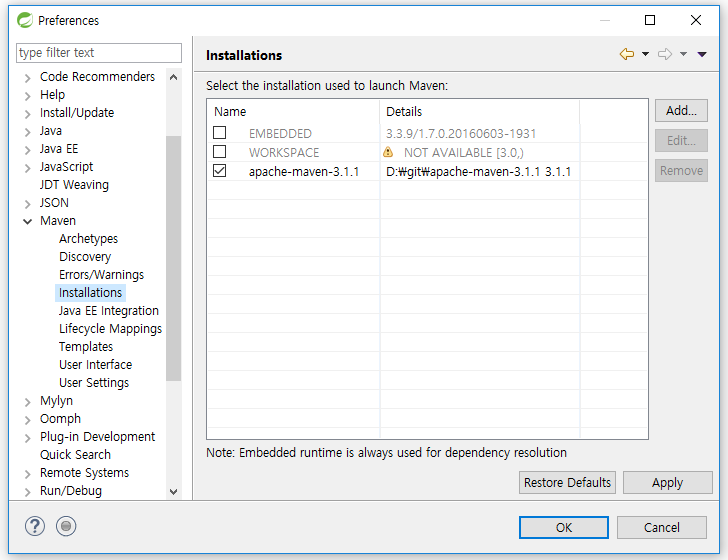 Preferences
type filter text
Code Recommenders
Help
Install/Update
Java
Java EE
JavaScript
JDT Weaving
JSON
Maven
Archetypes
Discovery
Errors/Warnings
Installations
Java EE Integration
Lifecycle Mappings
Templates
User Interface
User Settings
Mylyn
Oomph
Plug-in Development
Quick Search
Remote Systems
Run/Debug
Installations
Select the installation used to launch Maven:
Name Details
EMBEDDED 3.3.9/1.7.0.20160603-1931
WORKSPACE NOT AVAILABLE [3.0,)
apache-maven-3.1.1 D:₩git₩apache-maven-3.1.1 3.1.1
Add...
Edit...
Remove
Note: Embedded runtime is always used for dependency resolution
Restore Defaults Apply
OK Cancel